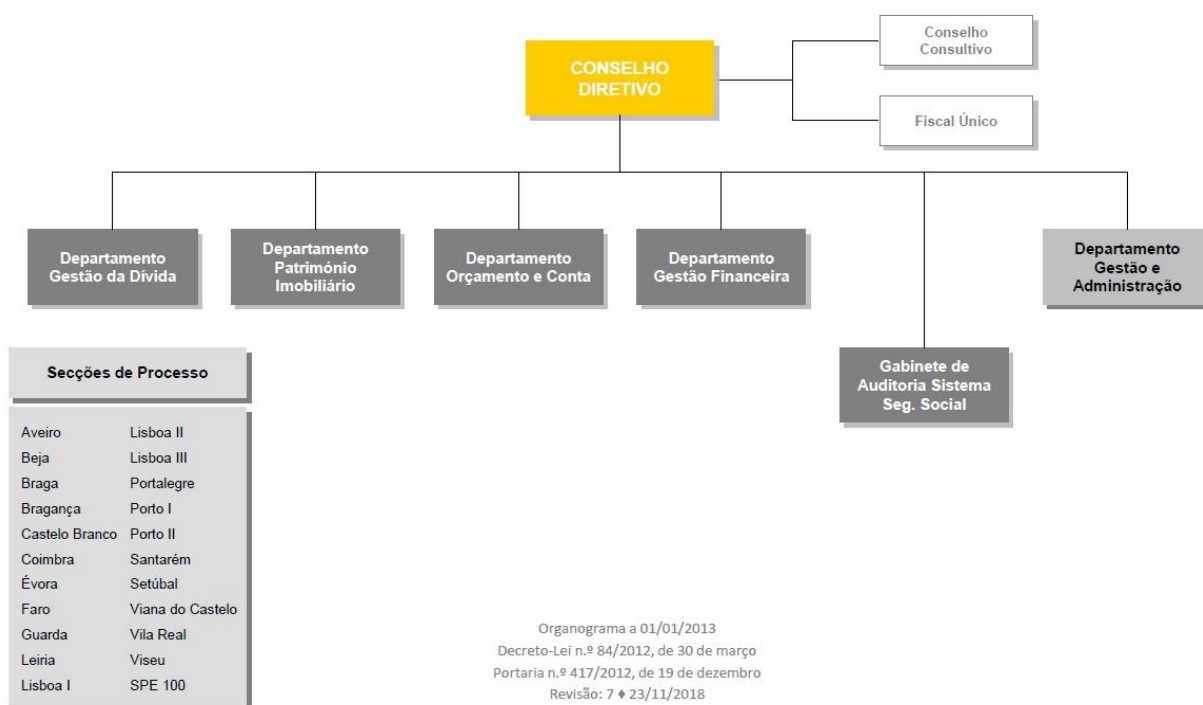 CONSELHO
DIRETIVO
Conselho
Consultivo
Fiscal Único
Departamento
Gestão da Dívida
Departamento
Património
Imobiliário
Departamento
Orçamento e Conta
Departamento
Gestão Financeira
Departamento
Gestão e
Administração
Gabinete de
Auditoria Sistema
Seg. Social
Secções de Processo
Aveiro Lisboa II
Beja Lisboa III
Braga Portalegre
Bragança Porto I
Castelo Branco Porto II
Coimbra Santarém
Évora Setúbal
Faro Viana do Castelo
Guarda Vila Real
Leiria Viseu
Lisboa I SPE 100
Organograma a 01/01/2013
Decreto-Lei n.º 84/2012, de 30 de março
Portaria n.º 417/2012, de 19 de dezembro
Revisão: 7 ♦ 23/11/2018